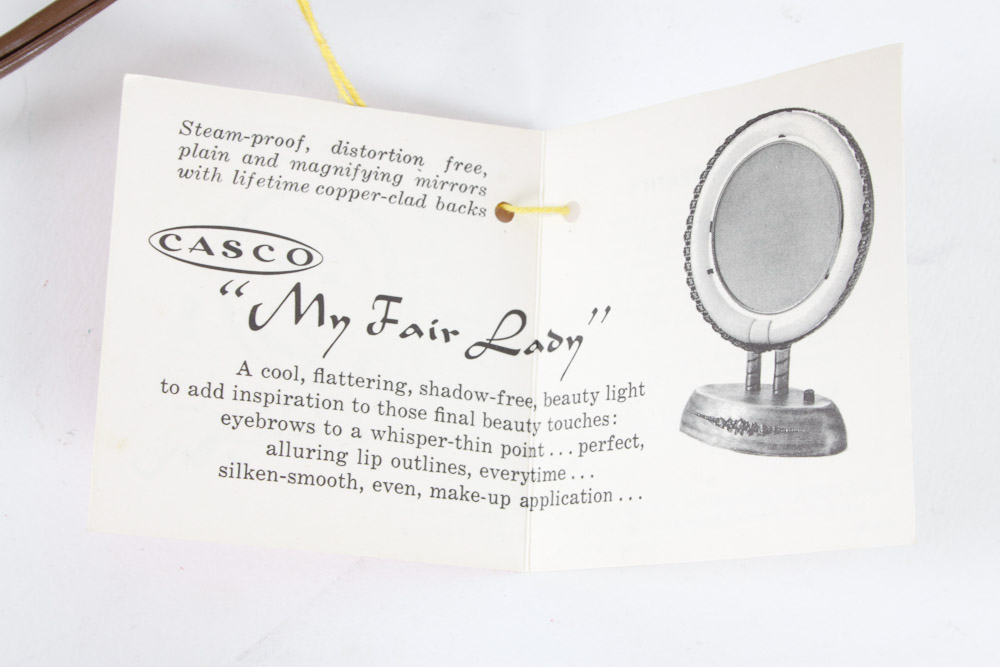 Steam-proof, distortion free,
plain and magnifying mirrors
with lifetime copper-clad backs
CASCO
"My Fair Lady"
A cool, flattering, shadow-free, beauty light
to add inspiration to those final beauty touches:
eyebrows to a whisper-thin point... perfect,
alluring lip outlines, everytime...
silken-smooth, even, make-up application...